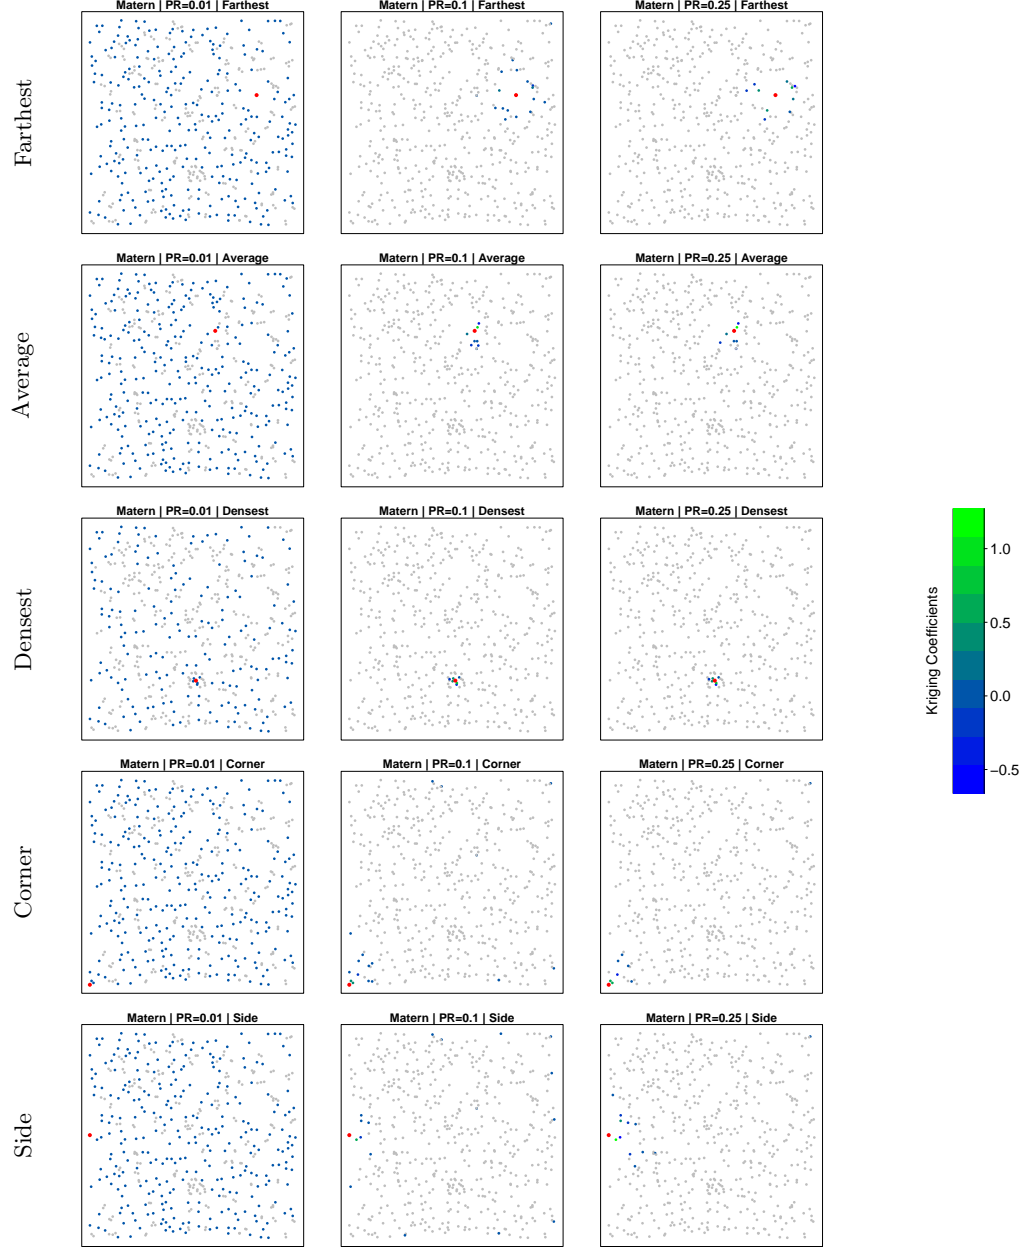 Matern | PR=0.01 | Farthest
Matern | PR=0.1 | Farthest
Matern | PR=0.25 | Farthest
Farthest
Matern | PR=0.01 | Average
Matern | PR=0.1 | Average
Matern | PR=0.25 | Average
Average
Matern | PR=0.01 | Densest
Matern | PR=0.1 | Densest
Matern | PR=0.25 | Densest
Densest
Kriging Coefficients
1.0
0.5
0.0
−0.5
Matern | PR=0.01 | Corner
Matern | PR=0.1 | Corner
Matern | PR=0.25 | Corner
Corner
Matern | PR=0.01 | Side
Matern | PR=0.1 | Side
Matern | PR=0.25 | Side
Side